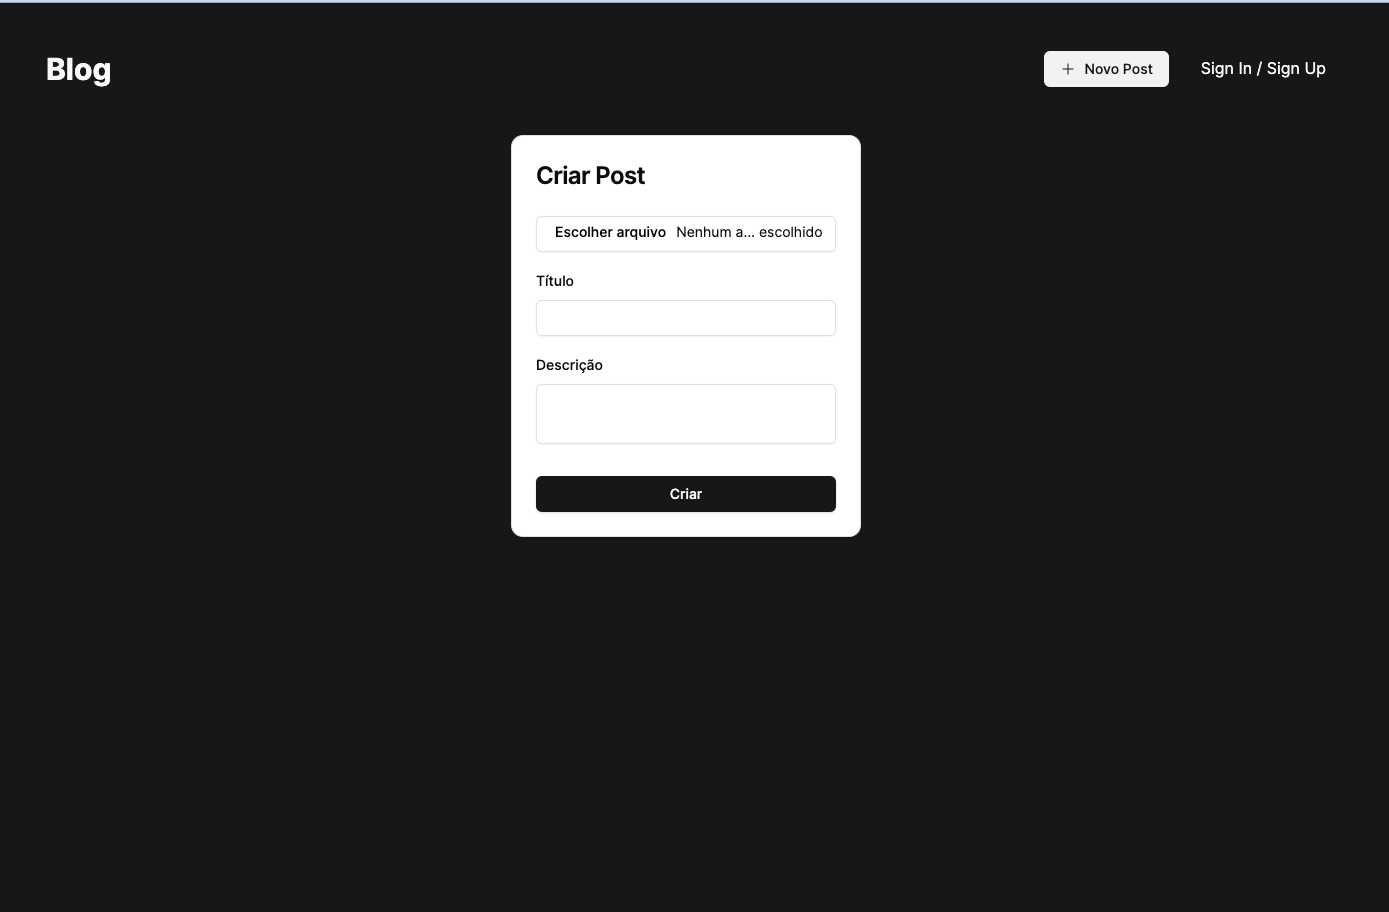 Blog
Novo Post
Sign In / Sign Up
Criar Post
Escolher arquivo Nenhum a... escolhido
Título
Descrição
Criar